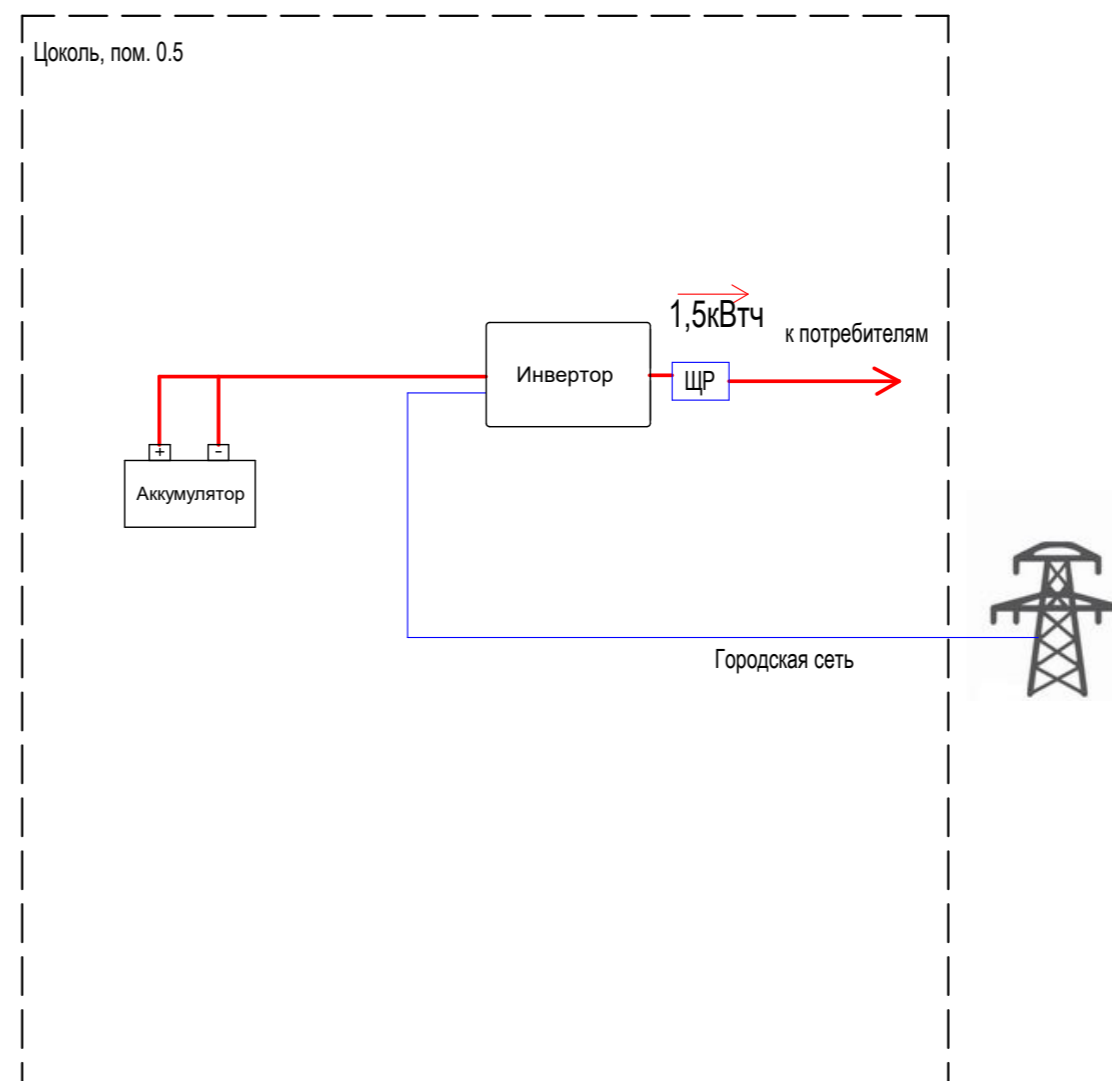 Цоколь, пом. 0.5
1,5кВтч
к потребителям
Инвертор
ЩР
+ -
Аккумулятор
Городская сеть